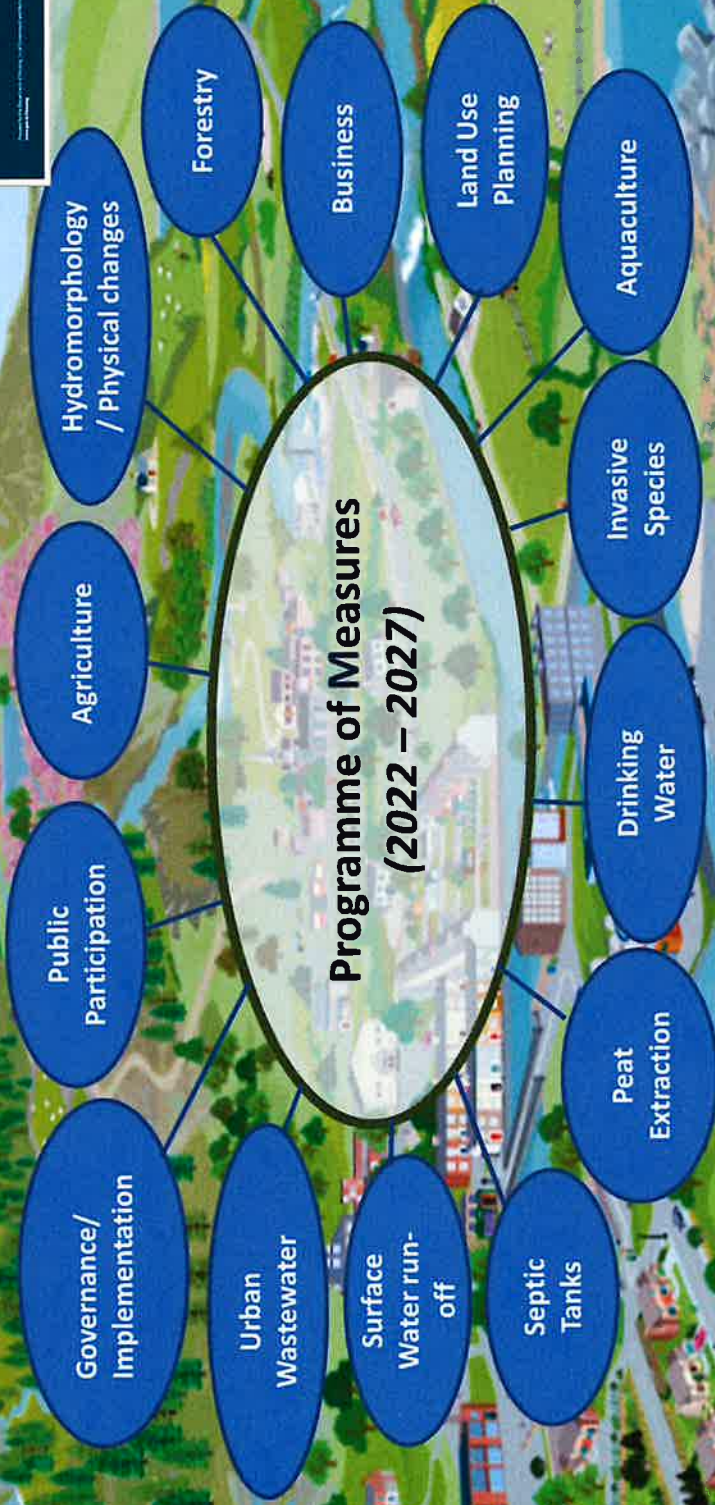 Programme of Measures
(2022 – 2027)
Governance/
Implementation
Public
Participation
Agriculture
Hydromorphology
/ Physical changes
Forestry
Business
Land Use
Planning
Aquaculture
Invasive
Species
Drinking
Water
Peat
Extraction
Septic
Tanks
Surface
Water run-
off
Urban
Wastewater